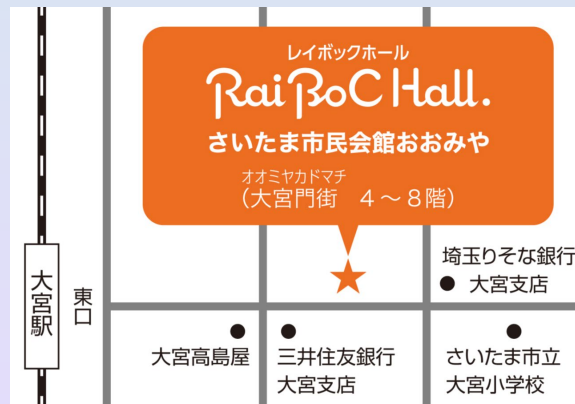 レイボックホール
RaiBoC Hall.
さいたま市民会館おおみや
オオミヤカドマチ
(大宮門街 4~8階)
埼玉りそな銀行
大宮支店
大宮駅
東口
大宮高島屋
三井住友銀行
大宮支店
さいたま市立
大宮小学校